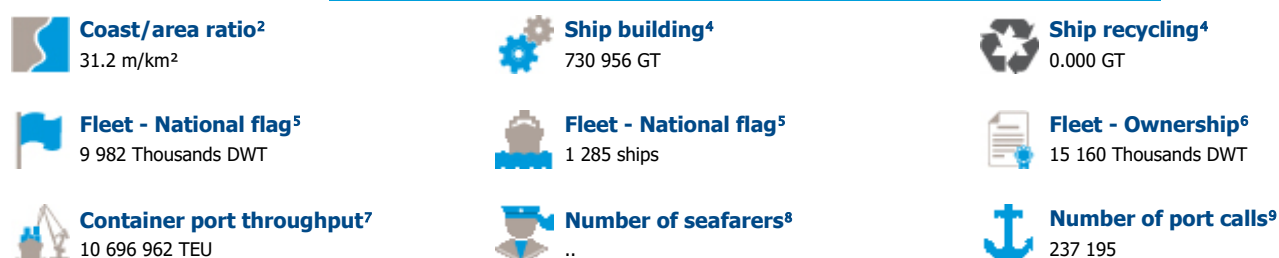 Coast/area ratio²
31.2 m/km²
Ship building⁴
730 956 GT
Ship recycling⁴
0.000 GT
Fleet - National flag⁵
9 982 Thousands DWT
Fleet - National flag⁵
1 285 ships
Fleet - Ownership⁶
15 160 Thousands DWT
Container port throughput⁷
10 696 962 TEU
Number of seafarers⁸
..
Number of port calls⁹
237 195